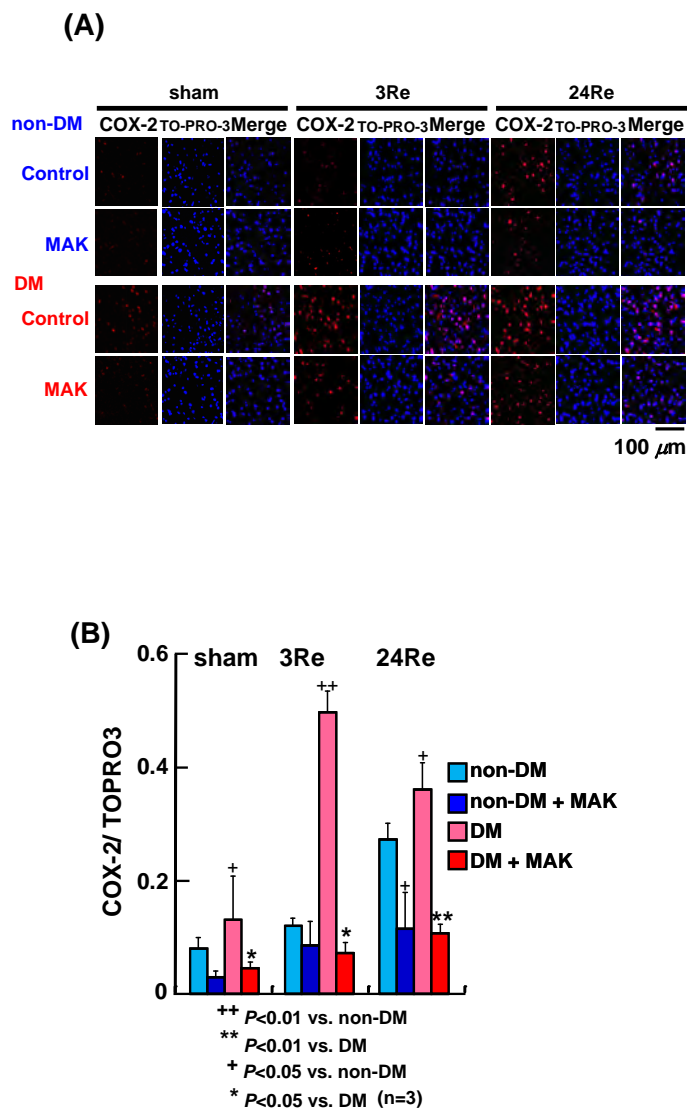 (A)
sham 3Re 24Re
non-DM COX-2 TO-PRO-3 Merge COX-2 TO-PRO-3 Merge COX-2 TO-PRO-3 Merge
Control
MAK
DM
Control
MAK
100 μm
(B)
0.6
sham 3Re 24Re
++
+
0.4
non-DM
non-DM + MAK
DM
DM + MAK
COX-2/ TOPRO3
0.2
+
+
*
*
**
0
++ P<0.01 vs. non-DM
** P<0.01 vs. DM
+ P<0.05 vs. non-DM
* P<0.05 vs. DM (n=3)